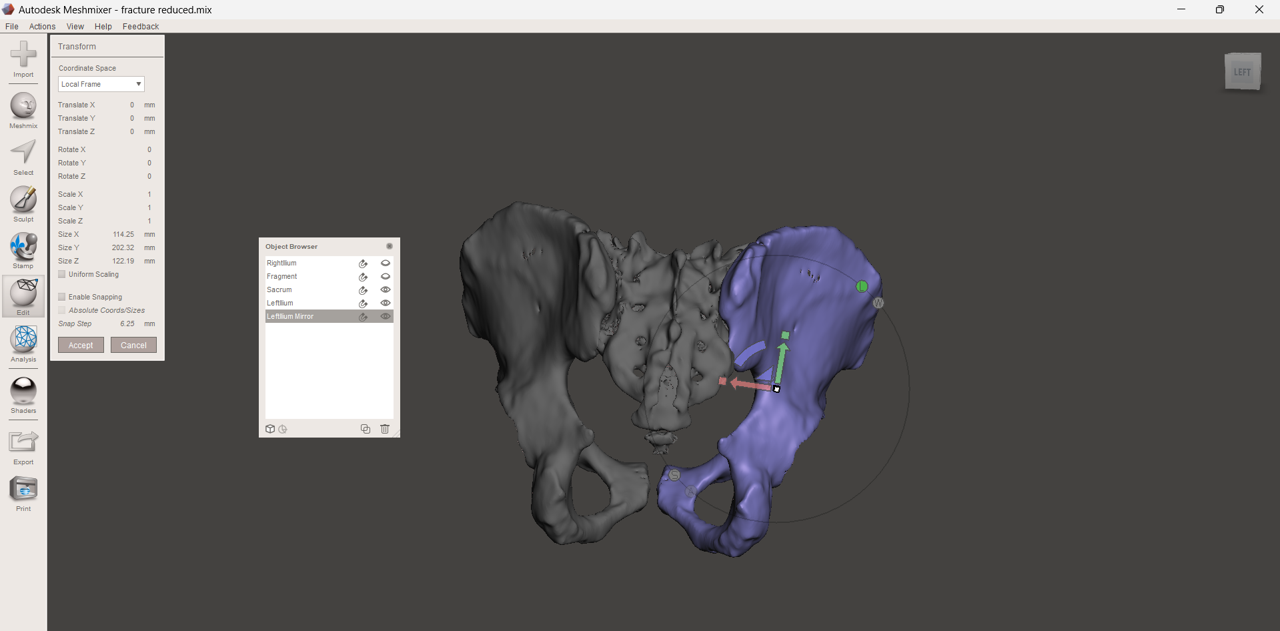 Autodesk Meshmixer - fracture reduced.mix
File Actions View Help Feedback
Import
Meshmix
Select
Sculpt
Stamp
Edit
Analysis
Shaders
Export
Print
Transform
Coordinate Space
Local Frame
Translate X 0 mm
Translate Y 0 mm
Translate Z 0 mm
Rotate X 0
Rotate Y 0
Rotate Z 0
Scale X 1
Scale Y 1
Scale Z 1
Size X 114.25 mm
Size Y 202.32 mm
Size Z 122.19 mm
Uniform Scaling
Enable Snapping
Absolute Coords/Sizes
Snap Step 6.25 mm
Accept Cancel
Object Browser
RightIlium
Fragment
Sacrum
LeftIlium
LeftIlium Mirror
LEFT
L
W
S